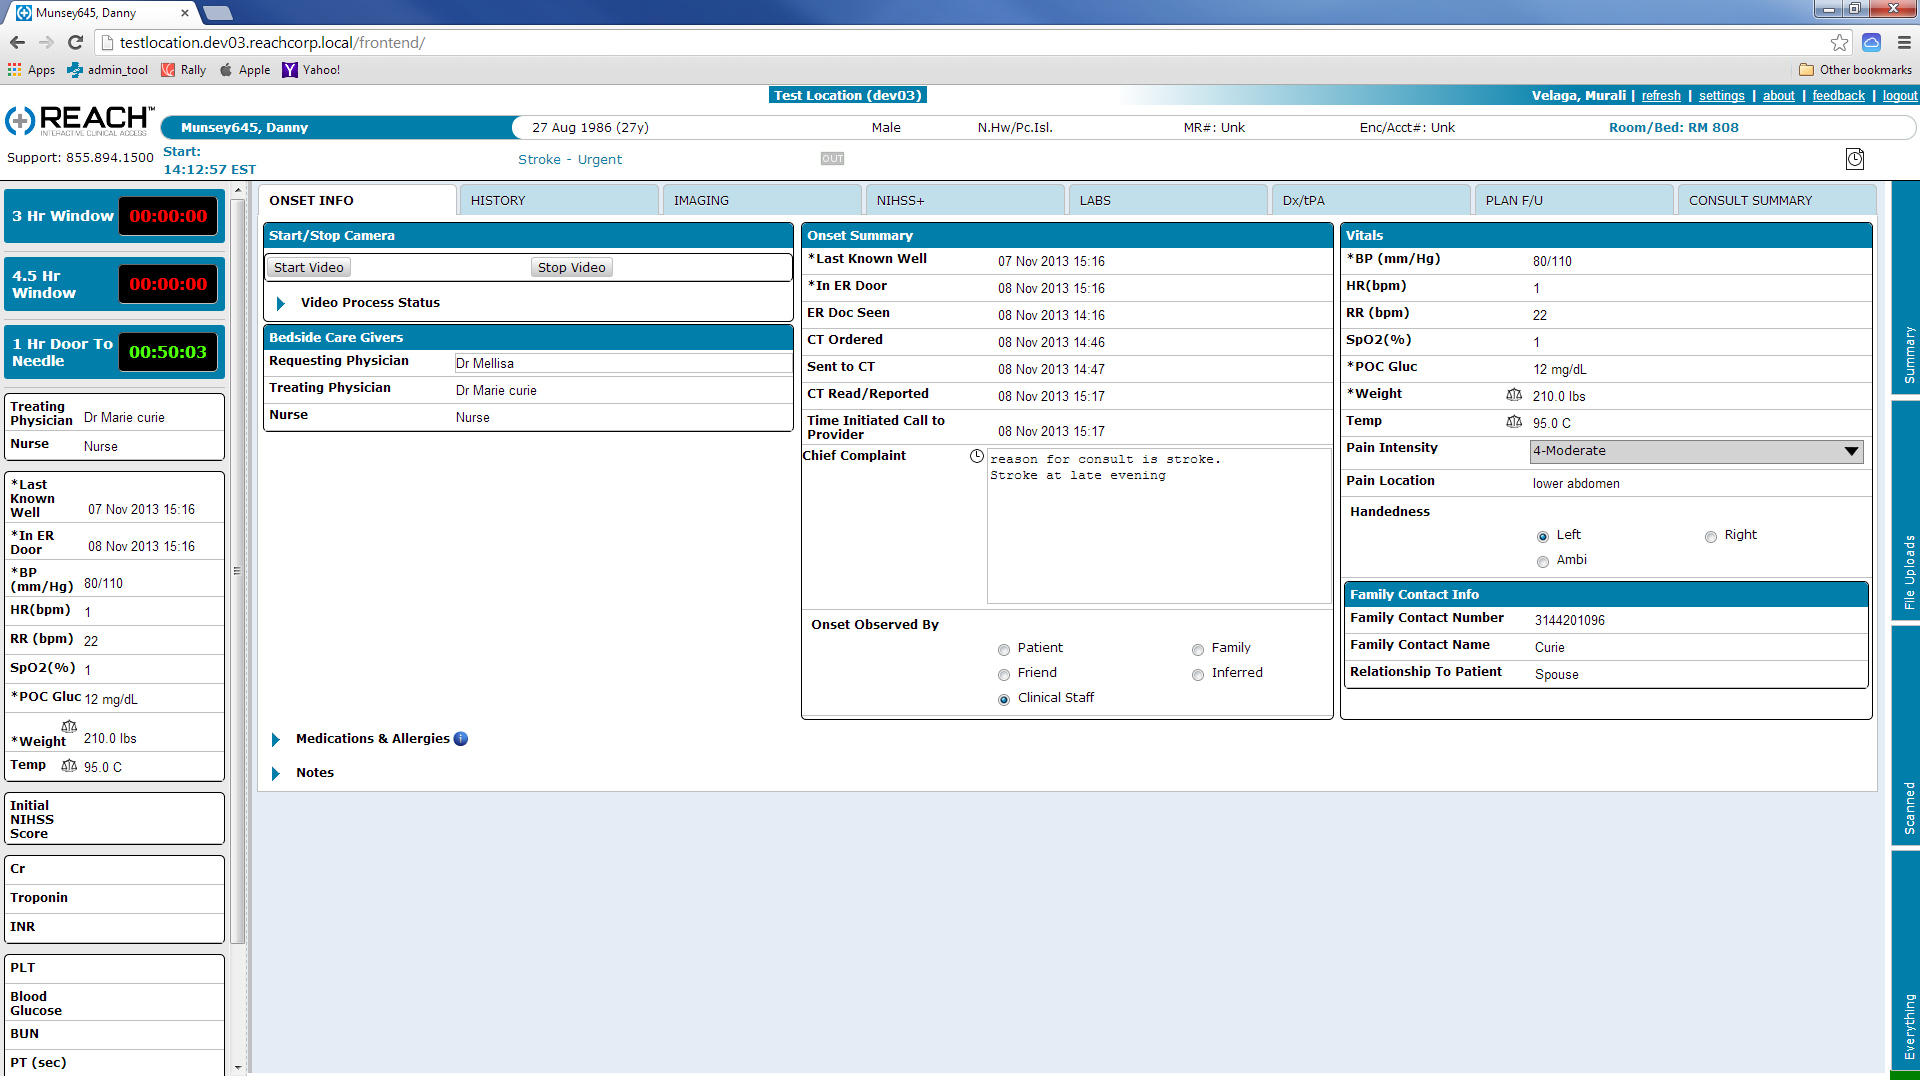 Munsey645, Danny
testlocation.dev03.reachcorp.local/frontend/
Apps admin_tool Rally Apple Yahoo! Other bookmarks
Test Location (dev03) Velaga, Murali | refresh | settings | about | feedback | logout
REACH™
INTERACTIVE CLINICAL ACCESS
Munsey645, Danny 27 Aug 1986 (27y) Male N.Hw/Pc.Isl. MR#: Unk Enc/Acct#: Unk Room/Bed: RM 808
Support: 855.894.1500 Start:
14:12:57 EST
Stroke - Urgent OUT
3 Hr Window 00:00:00
4.5 Hr
Window 00:00:00
1 Hr Door To
Needle 00:50:03
Treating
Physician Dr Marie curie
Nurse Nurse
*Last
Known
Well 07 Nov 2013 15:16
*In ER
Door 08 Nov 2013 15:16
*BP
(mm/Hg) 80/110
HR(bpm) 1
RR (bpm) 22
SpO2(%) 1
*POC Gluc 12 mg/dL
*Weight 210.0 lbs
Temp 95.0 C
Initial
NIHSS
Score
Cr
Troponin
INR
PLT
Blood
Glucose
BUN
PT (sec)
ONSET INFO HISTORY IMAGING NIHSS+ LABS Dx/tPA PLAN F/U CONSULT SUMMARY
Start/Stop Camera
Start Video Stop Video
Video Process Status
Bedside Care Givers
Requesting Physician Dr Mellisa
Treating Physician Dr Marie curie
Nurse Nurse
Medications & Allergies i
Notes
Onset Summary
*Last Known Well 07 Nov 2013 15:16
*In ER Door 08 Nov 2013 15:16
ER Doc Seen 08 Nov 2013 14:16
CT Ordered 08 Nov 2013 14:46
Sent to CT 08 Nov 2013 14:47
CT Read/Reported 08 Nov 2013 15:17
Time Initiated Call to
Provider 08 Nov 2013 15:17
Chief Complaint reason for consult is stroke.
Stroke at late evening
Onset Observed By
Patient Family
Friend Inferred
Clinical Staff
Vitals
*BP (mm/Hg) 80/110
HR(bpm) 1
RR (bpm) 22
SpO2(%) 1
*POC Gluc 12 mg/dL
*Weight 210.0 lbs
Temp 95.0 C
Pain Intensity 4-Moderate
Pain Location lower abdomen
Handedness
Left Right
Ambi
Family Contact Info
Family Contact Number 3144201096
Family Contact Name Curie
Relationship To Patient Spouse
Summary
File Uploads
Scanned
Everything